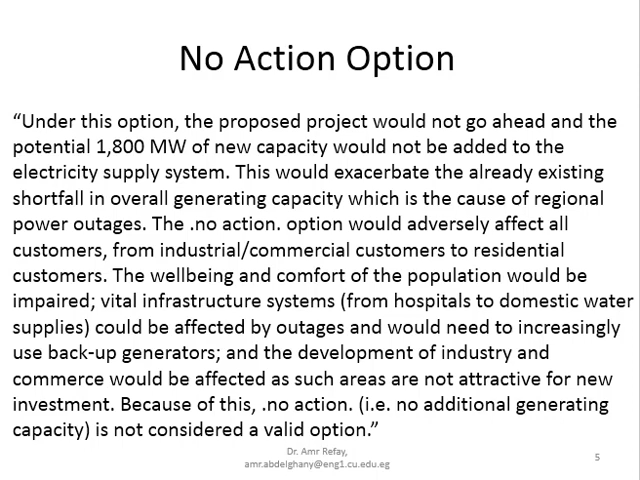 No Action Option
“Under this option, the proposed project would not go ahead and the
potential 1,800 MW of new capacity would not be added to the
electricity supply system. This would exacerbate the already existing
shortfall in overall generating capacity which is the cause of regional
power outages. The .no action. option would adversely affect all
customers, from industrial/commercial customers to residential
customers. The wellbeing and comfort of the population would be
impaired; vital infrastructure systems (from hospitals to domestic water
supplies) could be affected by outages and would need to increasingly
use back-up generators; and the development of industry and
commerce would be affected as such areas are not attractive for new
investment. Because of this, .no action. (i.e. no additional generating
capacity) is not considered a valid option.”
Dr. Amr Refay,
amr.abdelghany@eng1.cu.edu.eg
5